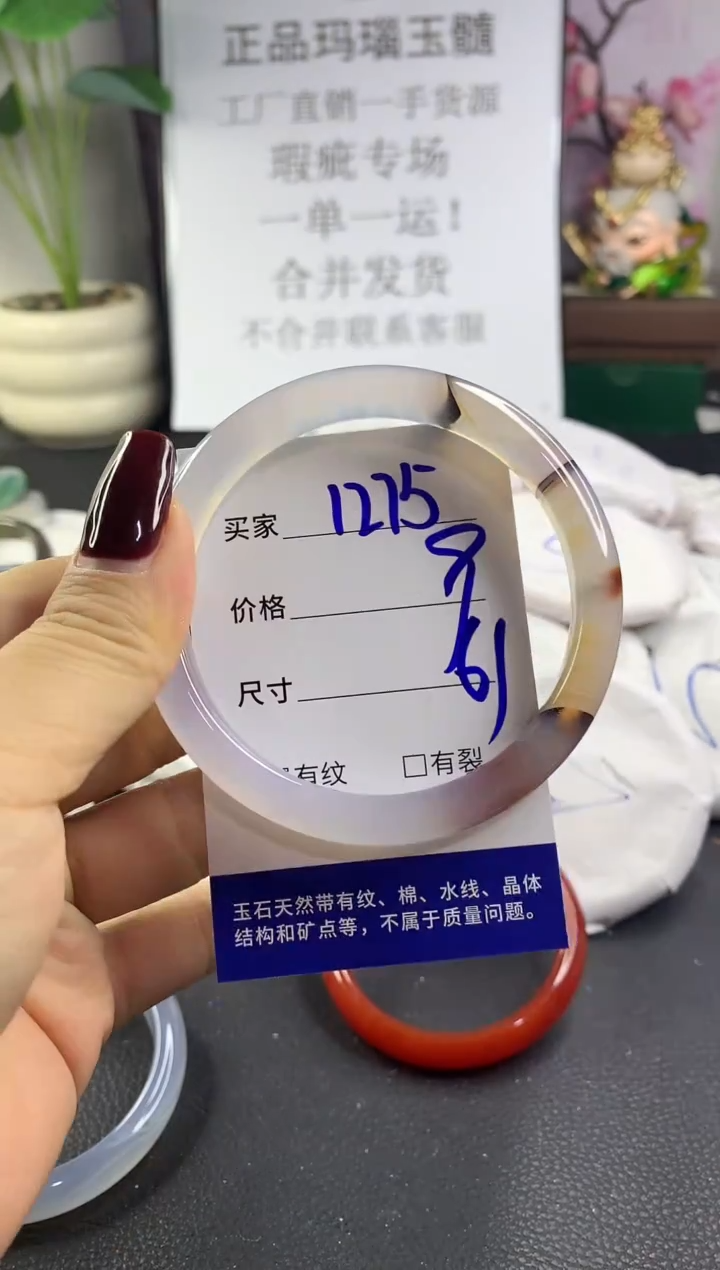 正品玛瑙玉髓
工厂直销一手货源
瑕疵专场
一单一运！
合并发货
不合并联系客服
买家 1275
价格
尺寸 61
有纹 □有裂
玉石天然带有纹、棉、水线、晶体
结构和矿点等，不属于质量问题。